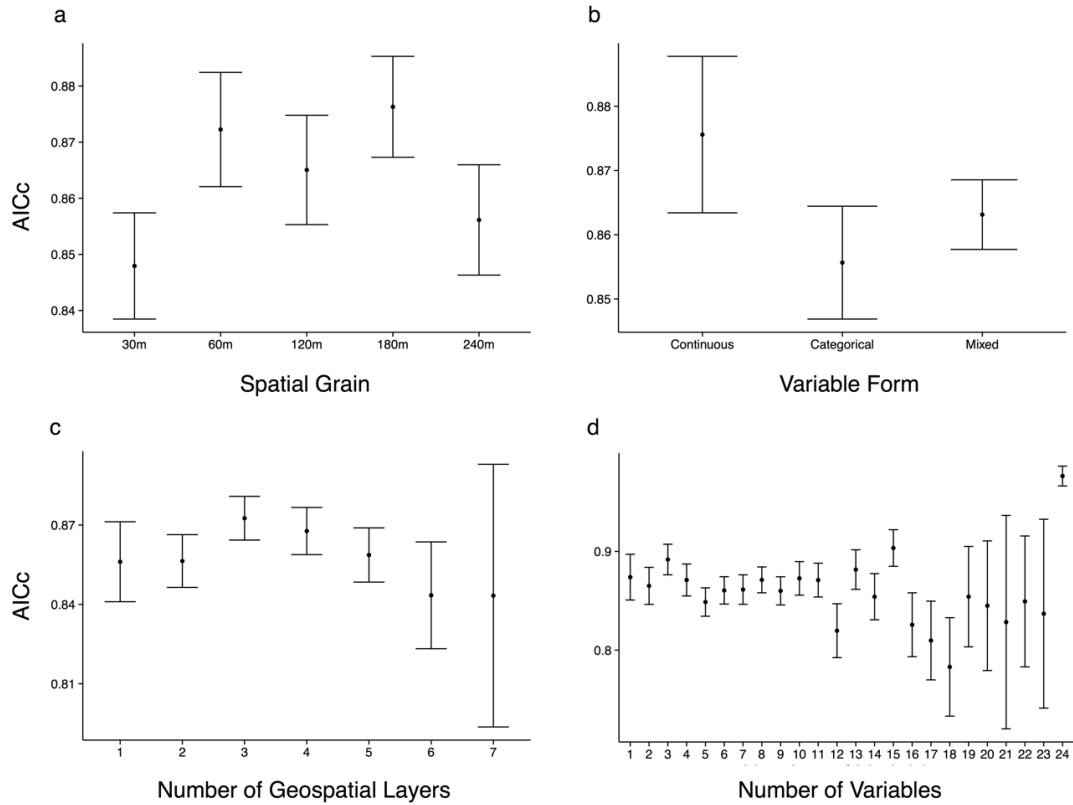 a
0.88
0.87
0.86
0.85
0.84
AICc
30m 60m 120m 180m 240m
Spatial Grain
b
0.88
0.87
0.86
0.85
Continuous Categorical Mixed
Variable Form
c
0.87
0.84
0.81
AICc
1 2 3 4 5 6 7
Number of Geospatial Layers
d
0.9
0.8
1 2 3 4 5 6 7 8 9 10 11 12 13 14 15 16 17 18 19 20 21 22 23 24
Number of Variables